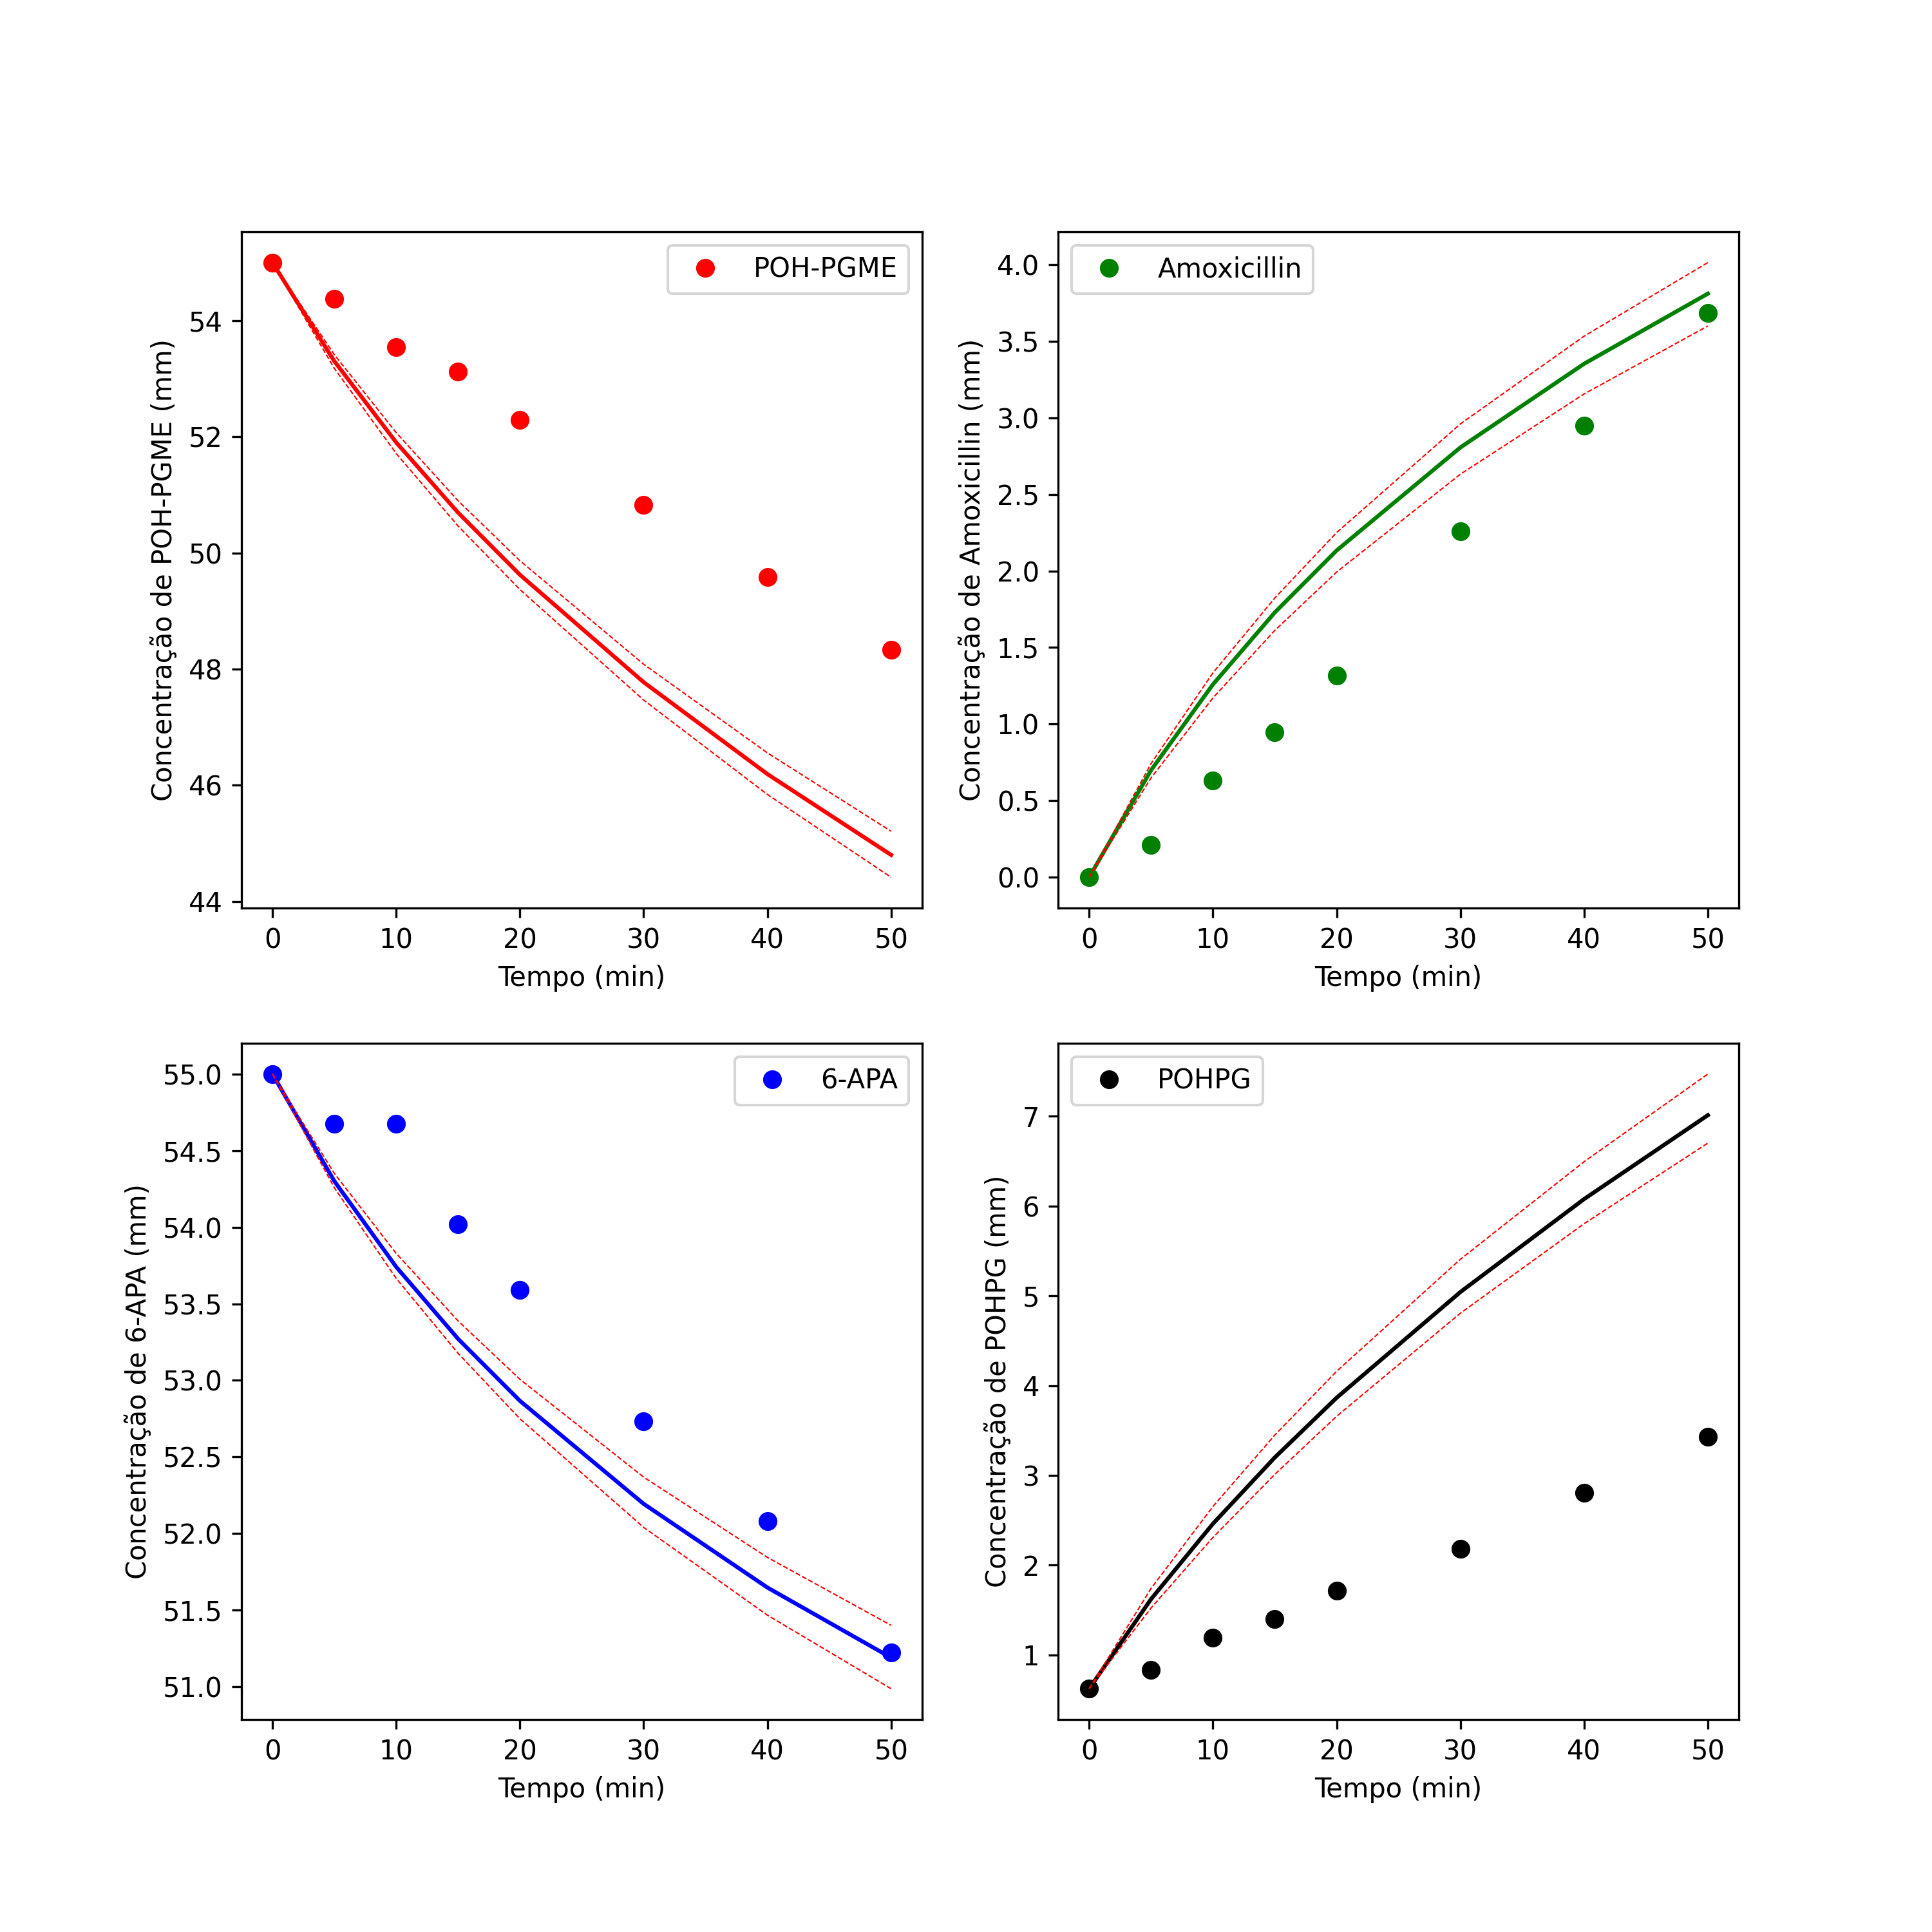 POH-PGME
Concentração de POH-PGME (mm)
54
52
50
48
46
44
0 10 20 30 40 50
Tempo (min)
Amoxicillin
Concentração de Amoxicillin (mm)
4.0
3.5
3.0
2.5
2.0
1.5
1.0
0.5
0.0
0 10 20 30 40 50
Tempo (min)
6-APA
Concentração de 6-APA (mm)
55.0
54.5
54.0
53.5
53.0
52.5
52.0
51.5
51.0
0 10 20 30 40 50
Tempo (min)
POHPG
Concentração de POHPG (mm)
7
6
5
4
3
2
1
0 10 20 30 40 50
Tempo (min)